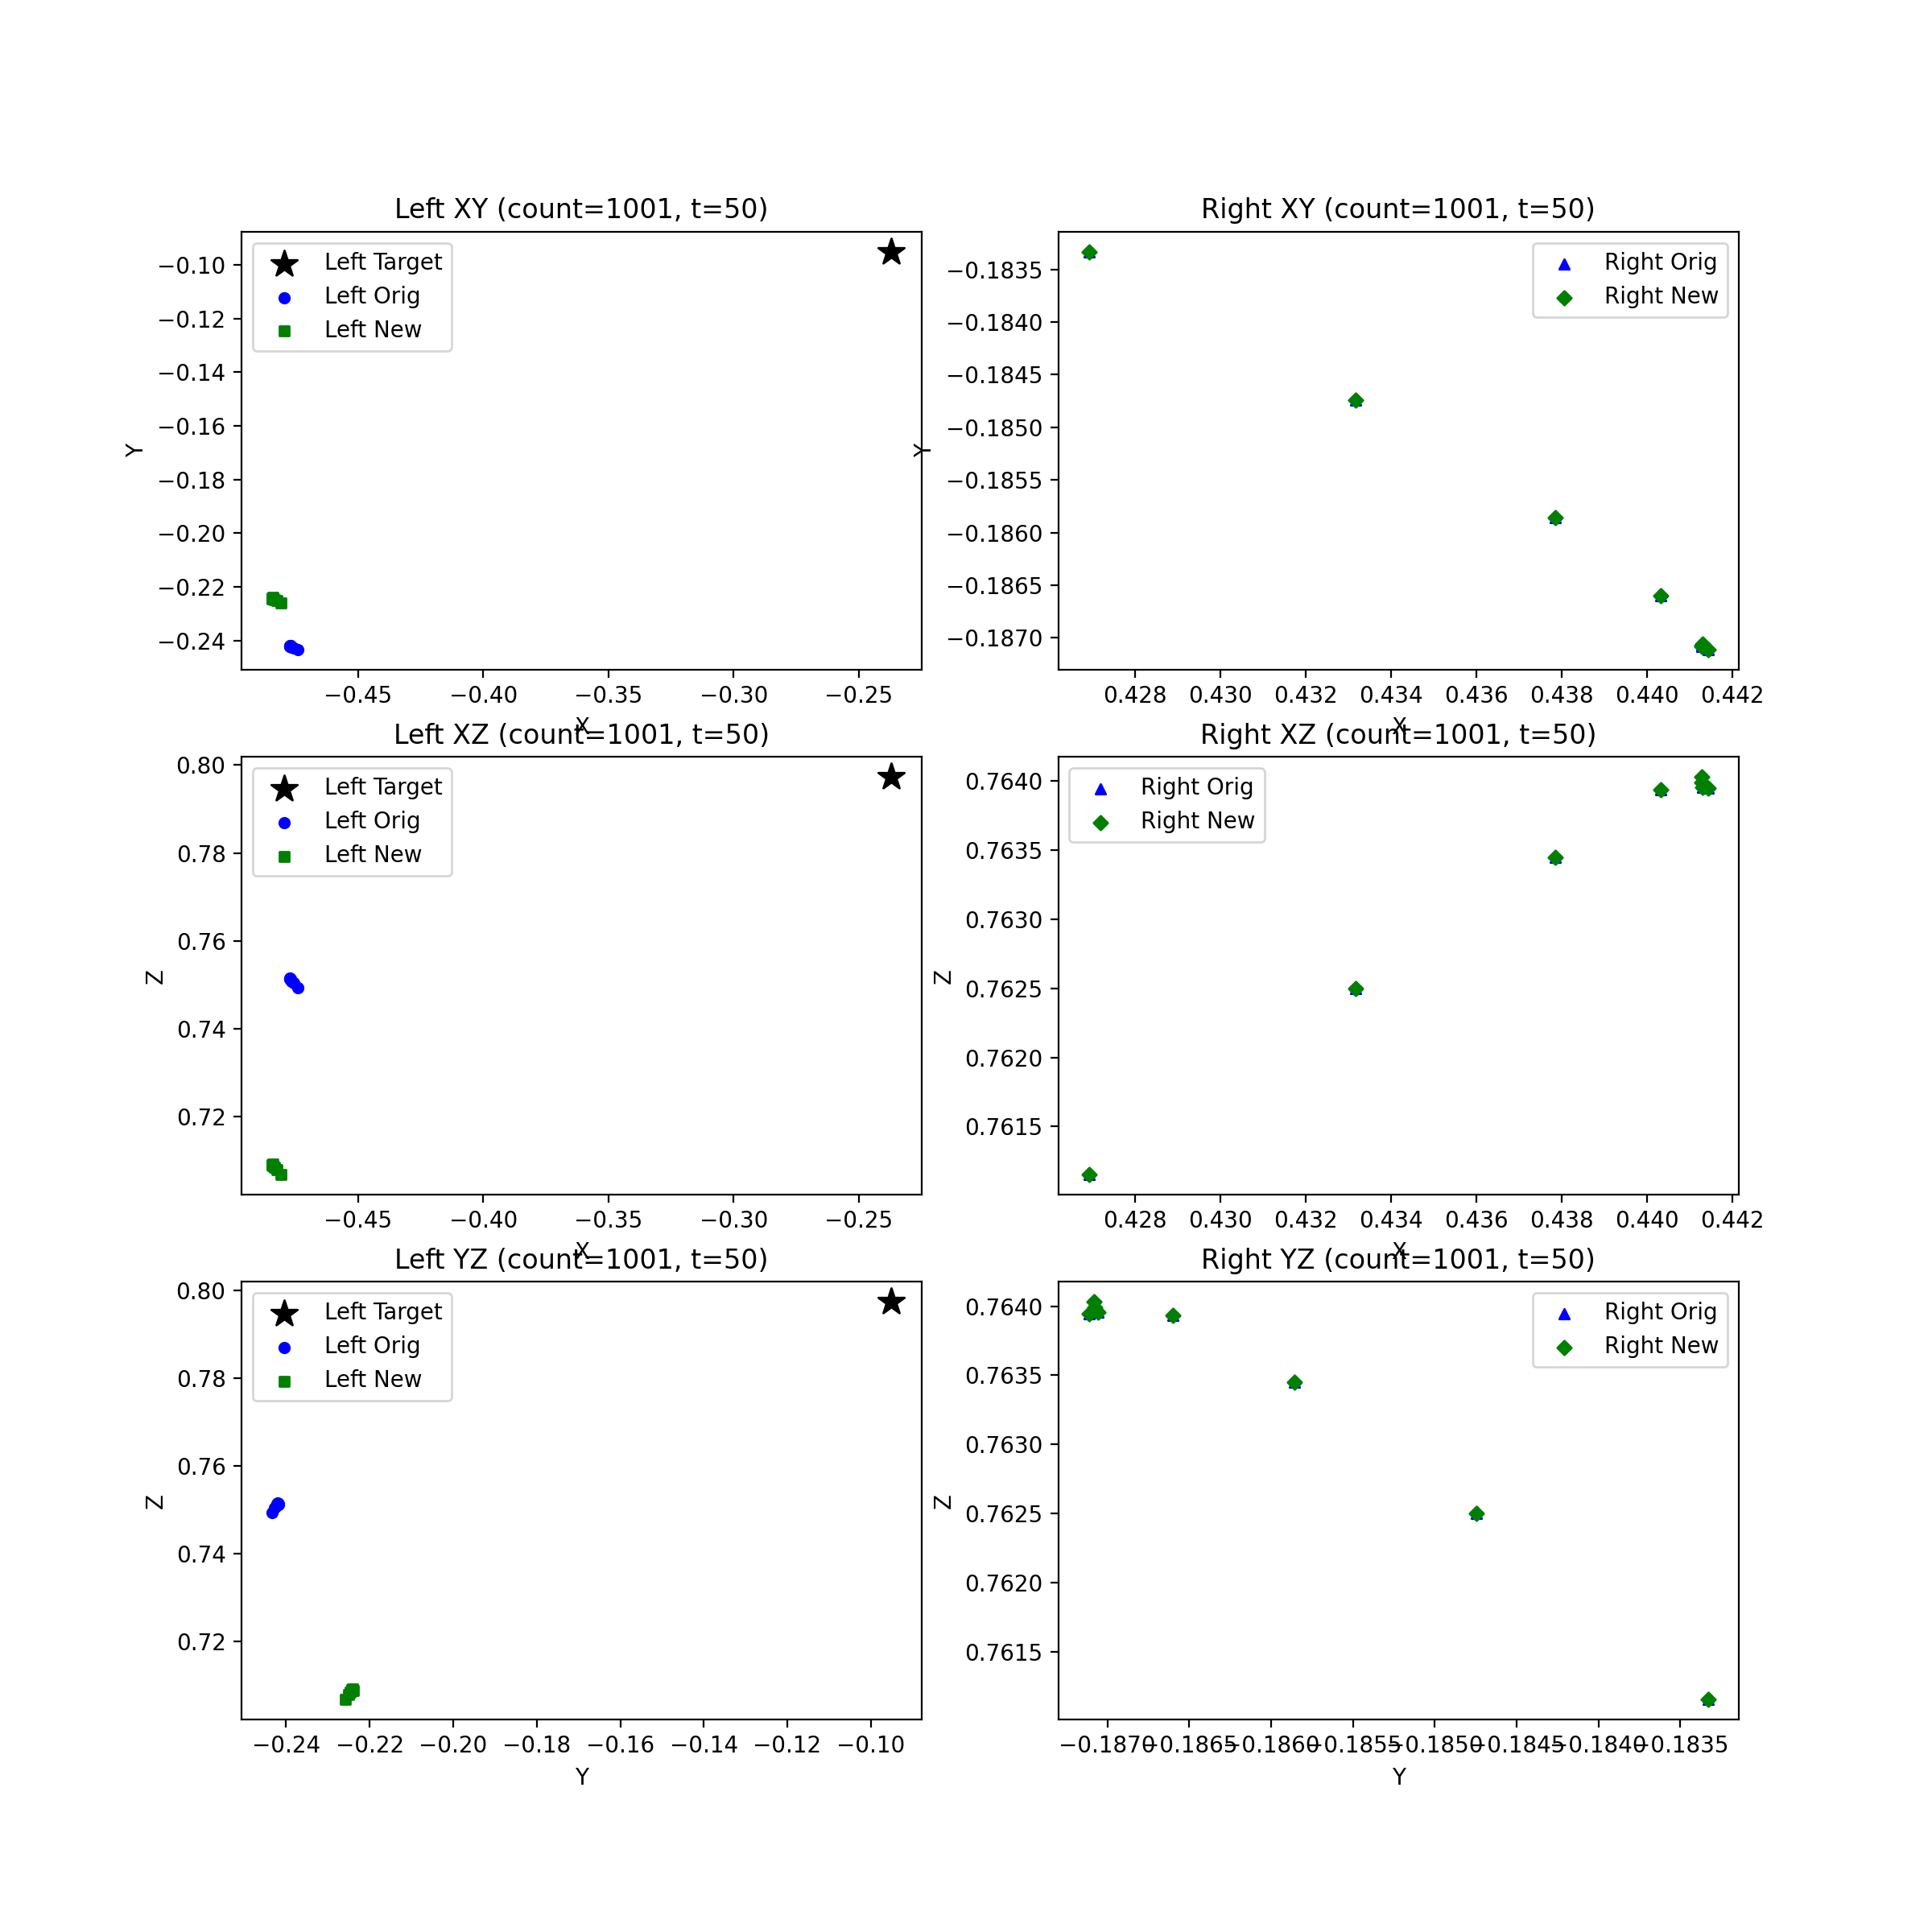 Left XY (count=1001, t=50)
Left Target
Left Orig
Left New
−0.10
−0.12
−0.14
−0.16
−0.18
−0.20
−0.22
−0.24
Y
−0.45 −0.40 −0.35 −0.30 −0.25
X
Right XY (count=1001, t=50)
Right Orig
Right New
−0.1835
−0.1840
−0.1845
−0.1850
−0.1855
−0.1860
−0.1865
−0.1870
Y
0.428 0.430 0.432 0.434 0.436 0.438 0.440 0.442
X
Left XZ (count=1001, t=50)
Left Target
Left Orig
Left New
0.80
0.78
0.76
0.74
0.72
Z
−0.45 −0.40 −0.35 −0.30 −0.25
X
Right XZ (count=1001, t=50)
Right Orig
Right New
0.7640
0.7635
0.7630
0.7625
0.7620
0.7615
Z
0.428 0.430 0.432 0.434 0.436 0.438 0.440 0.442
X
Left YZ (count=1001, t=50)
Left Target
Left Orig
Left New
0.80
0.78
0.76
0.74
0.72
Z
−0.24 −0.22 −0.20 −0.18 −0.16 −0.14 −0.12 −0.10
Y
Right YZ (count=1001, t=50)
Right Orig
Right New
0.7640
0.7635
0.7630
0.7625
0.7620
0.7615
Z
−0.1870 −0.1865 −0.1860 −0.1855 −0.1850 −0.1845 −0.1840 −0.1835
Y